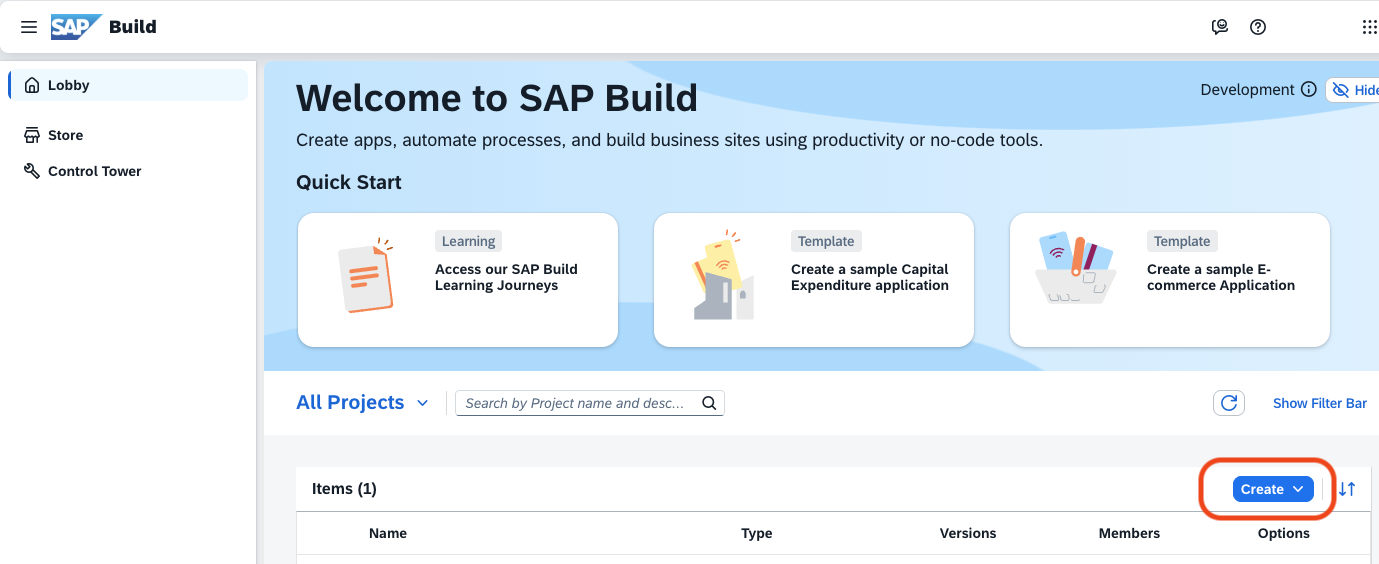 SAP Build
Lobby
Store
Control Tower
Welcome to SAP Build
Development
Create apps, automate processes, and build business sites using productivity or no-code tools.
Quick Start
Learning
Access our SAP Build
Learning Journeys
Template
Create a sample Capital
Expenditure application
Template
Create a sample E-
commerce Application
All Projects
Search by Project name and desc...
Show Filter Bar
Items (1)
Create
Name Type Versions Members Options